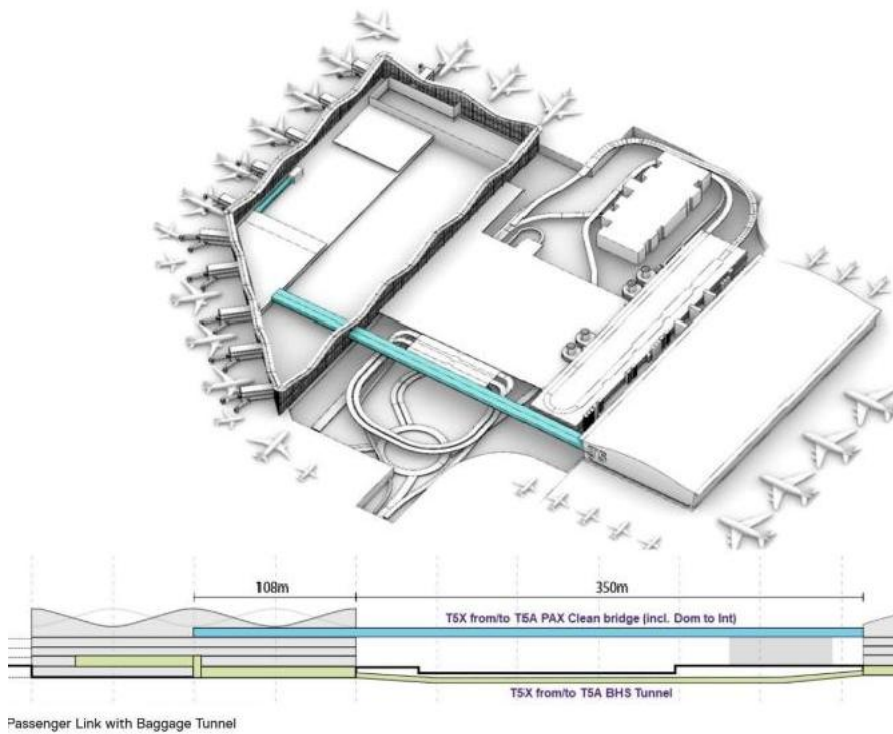 108m
350m
T5X from/to T5A PAX Clean bridge (incl. Dom to Int)
T5X from/to T5A BHS Tunnel
Passenger Link with Baggage Tunnel